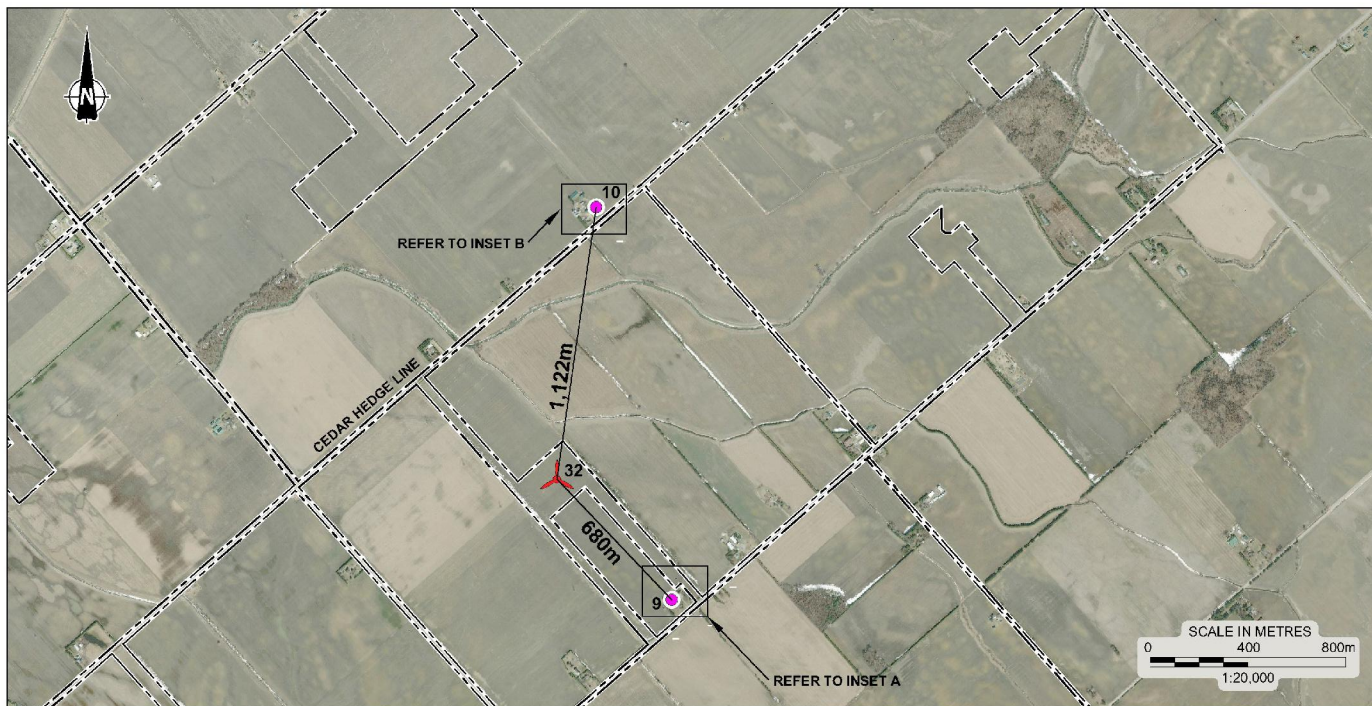 N
10
REFER TO INSET B
1,122m
CEDAR HEDGE LINE
32
680m
9
REFER TO INSET A
SCALE IN METRES
0 400 800m
1:20,000